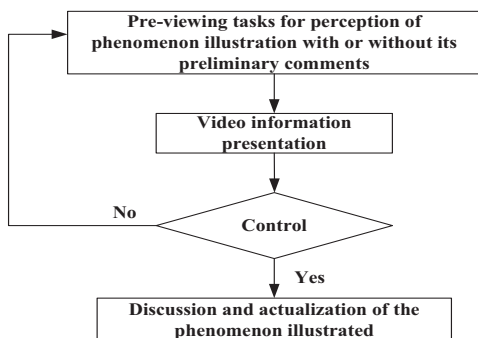 Pre-viewing tasks for perception of
phenomenon illustration with or without its
preliminary comments
Video information
presentation
No
Control
Yes
Discussion and actualization of the
phenomenon illustrated